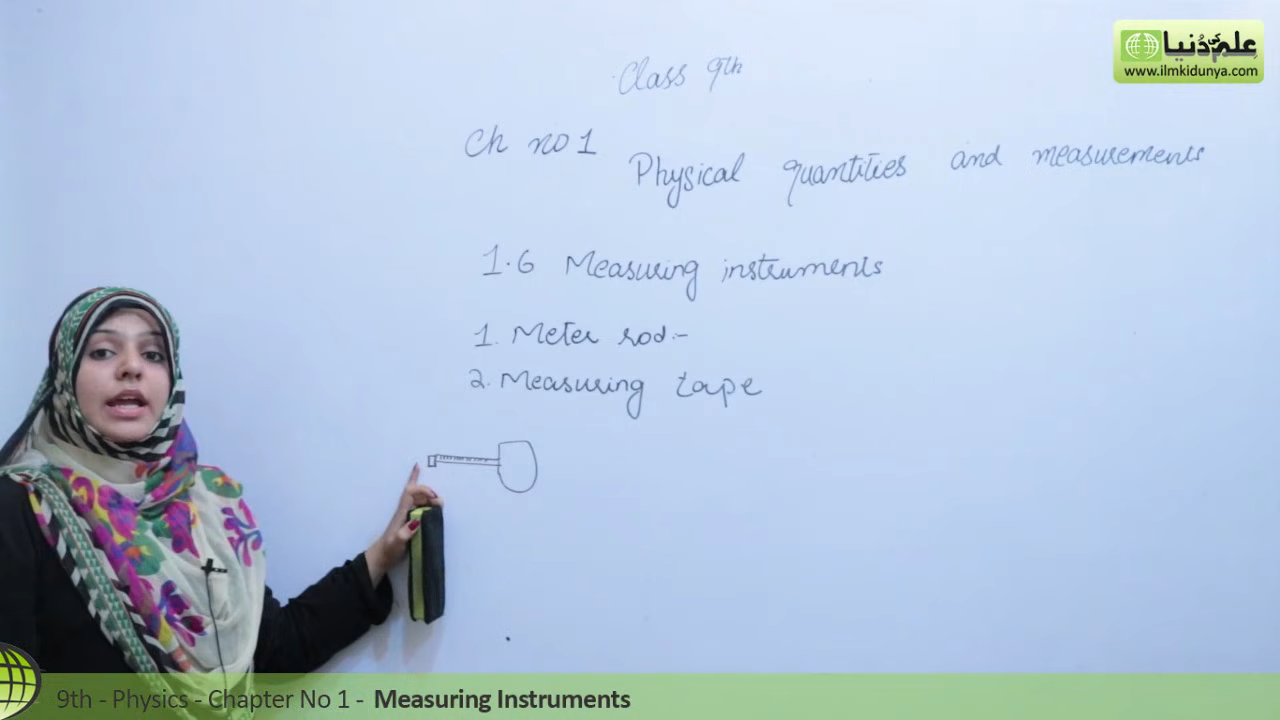 علم کی دُنیا
www.ilmkidunya.com
Class 9th
Ch no 1 Physical quantities and measurements
1.6 Measuring instruments
1. Meter rod:-
2. Measuring tape
9th - Physics - Chapter No 1 - Measuring Instruments